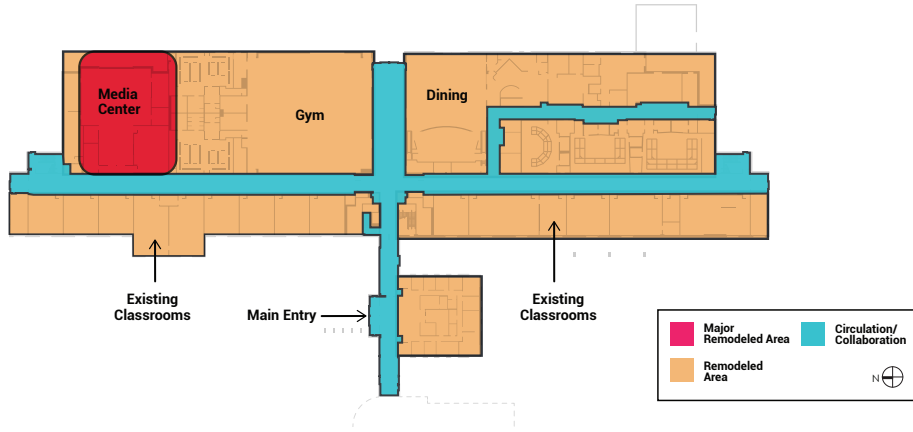 Media
Center
Gym
Dining
Existing
Classrooms
Main Entry
Existing
Classrooms
Major
Remodeled Area
Circulation/
Collaboration
Remodeled
Area
N